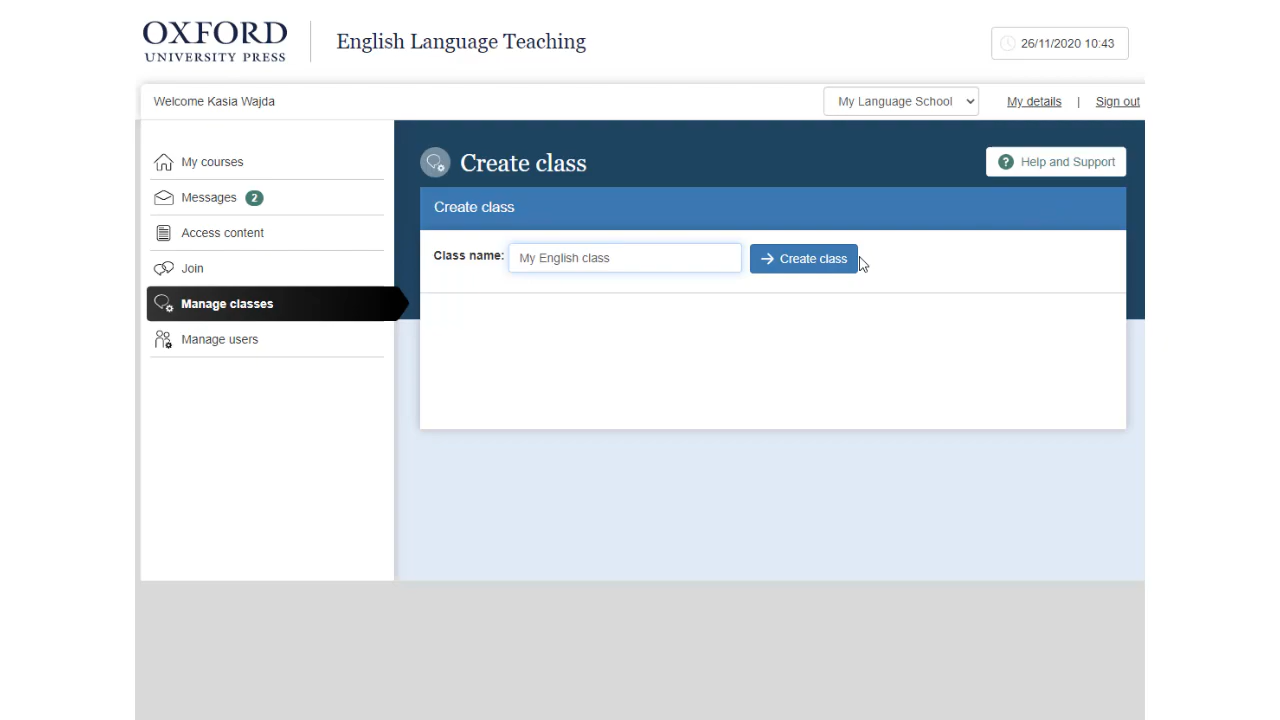 OXFORD
UNIVERSITY PRESS
English Language Teaching
26/11/2020 10:43
Welcome Kasia Wajda
My Language School
My details | Sign out
My courses
Messages 2
Access content
Join
Manage classes
Manage users
Create class
? Help and Support
Create class
Class name: My English class
Create class